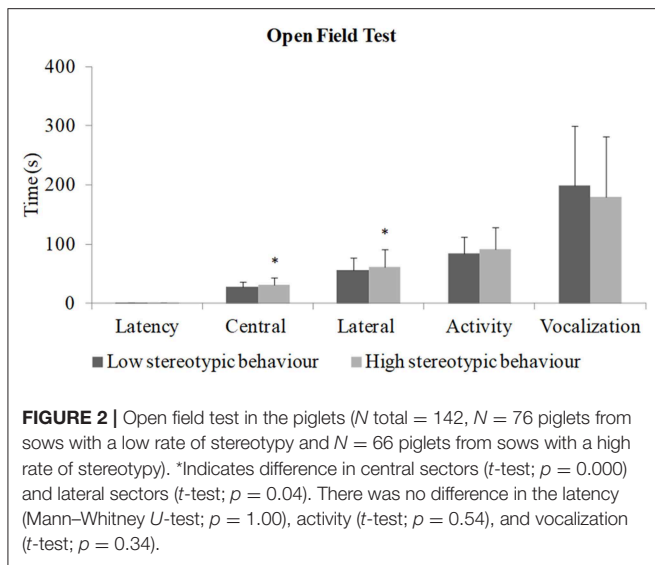 Open Field Test
400
300
200
100
0
Time (s)
*
*
Latency Central Lateral Activity Vocalization
■ Low stereotypic behaviour ■ High stereotypic behaviour
FIGURE 2 | Open field test in the piglets (N total = 142, N = 76 piglets from
sows with a low rate of stereotypy and N = 66 piglets from sows with a high
rate of stereotypy). *Indicates difference in central sectors (t-test; p = 0.000)
and lateral sectors (t-test; p = 0.04). There was no difference in the latency
(Mann–Whitney U-test; p = 1.00), activity (t-test; p = 0.54), and vocalization
(t-test; p = 0.34).